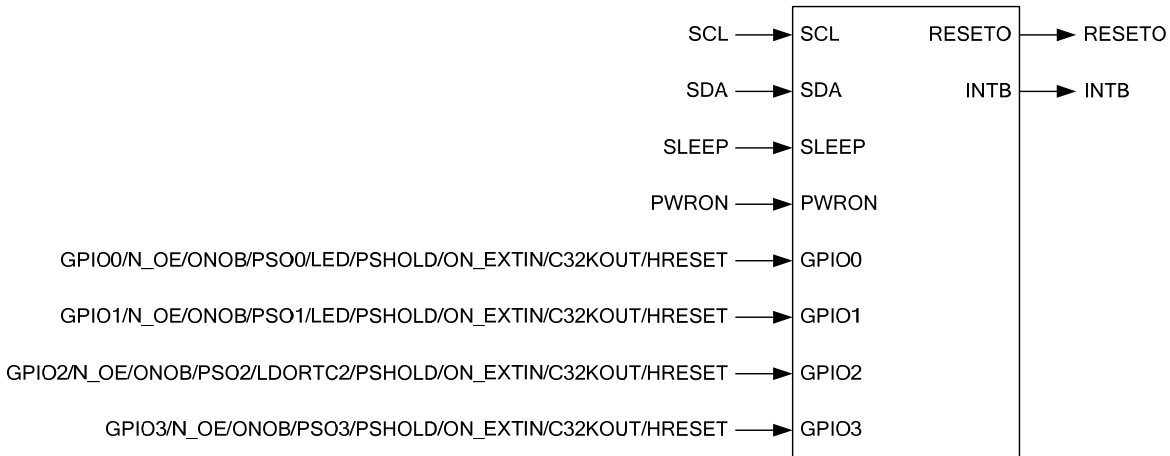 SCL SCL RESETO RESETO
SDA SDA INTB INTB
SLEEP SLEEP
PWRON PWRON
GPIO0/N_OE/ONOB/PSO0/LED/PSHOLD/ON_EXTIN/C32KOUT/HRESET GPIO0
GPIO1/N_OE/ONOB/PSO1/LED/PSHOLD/ON_EXTIN/C32KOUT/HRESET GPIO1
GPIO2/N_OE/ONOB/PSO2/LDORTC2/PSHOLD/ON_EXTIN/C32KOUT/HRESET GPIO2
GPIO3/N_OE/ONOB/PSO3/PSHOLD/ON_EXTIN/C32KOUT/HRESET GPIO3